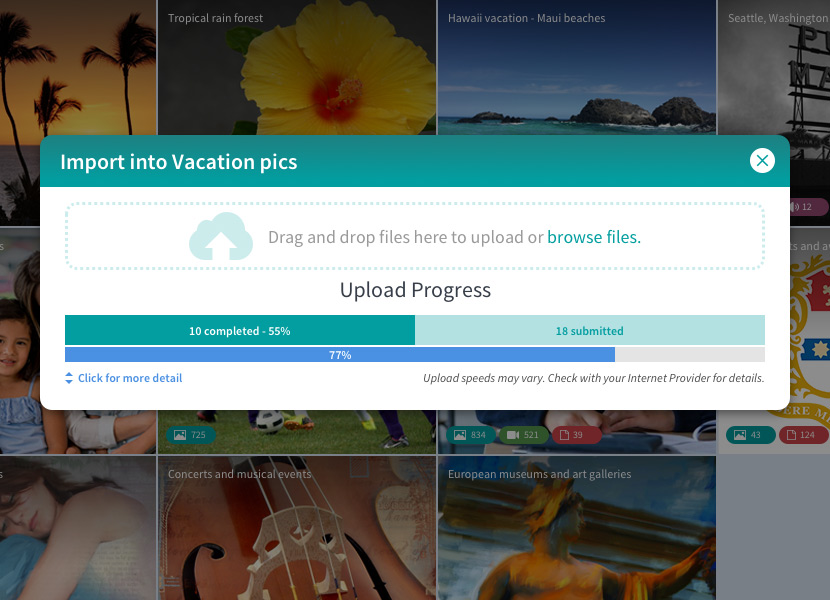 Tropical rain forest
Hawaii vacation - Maui beaches
Seattle, Washington
Import into Vacation pics
12
Drag and drop files here to upload or browse files.
Upload Progress
10 completed - 55%
18 submitted
77%
Click for more detail
Upload speeds may vary. Check with your Internet Provider for details.
725
834
521
39
43
124
Concerts and musical events
European museums and art galleries